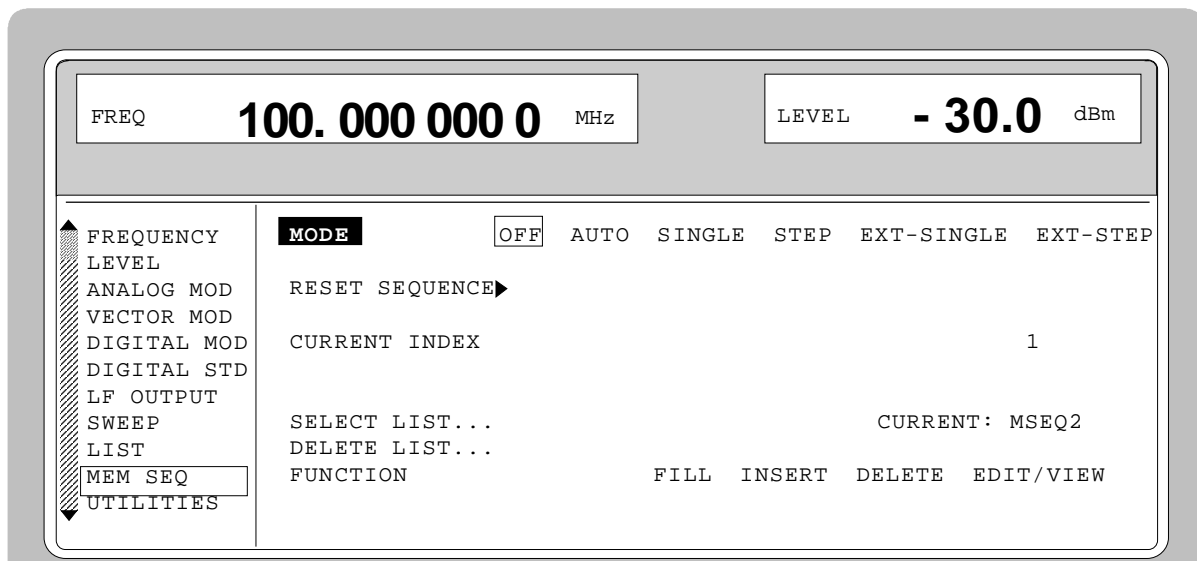 FREQ 100. 000 000 0 MHz LEVEL - 30.0 dBm
FREQUENCY
LEVEL
ANALOG MOD
VECTOR MOD
DIGITAL MOD
DIGITAL STD
LF OUTPUT
SWEEP
LIST
MEM SEQ
UTILITIES
MODE OFF AUTO SINGLE STEP EXT-SINGLE EXT-STEP
RESET SEQUENCE
CURRENT INDEX 1
SELECT LIST... CURRENT: MSEQ2
DELETE LIST...
FUNCTION FILL INSERT DELETE EDIT/VIEW